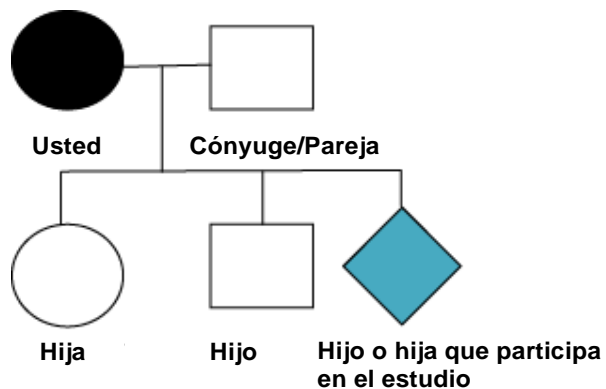 Usted
Cónyuge/Pareja
Hija
Hijo
Hijo o hija que participa
en el estudio